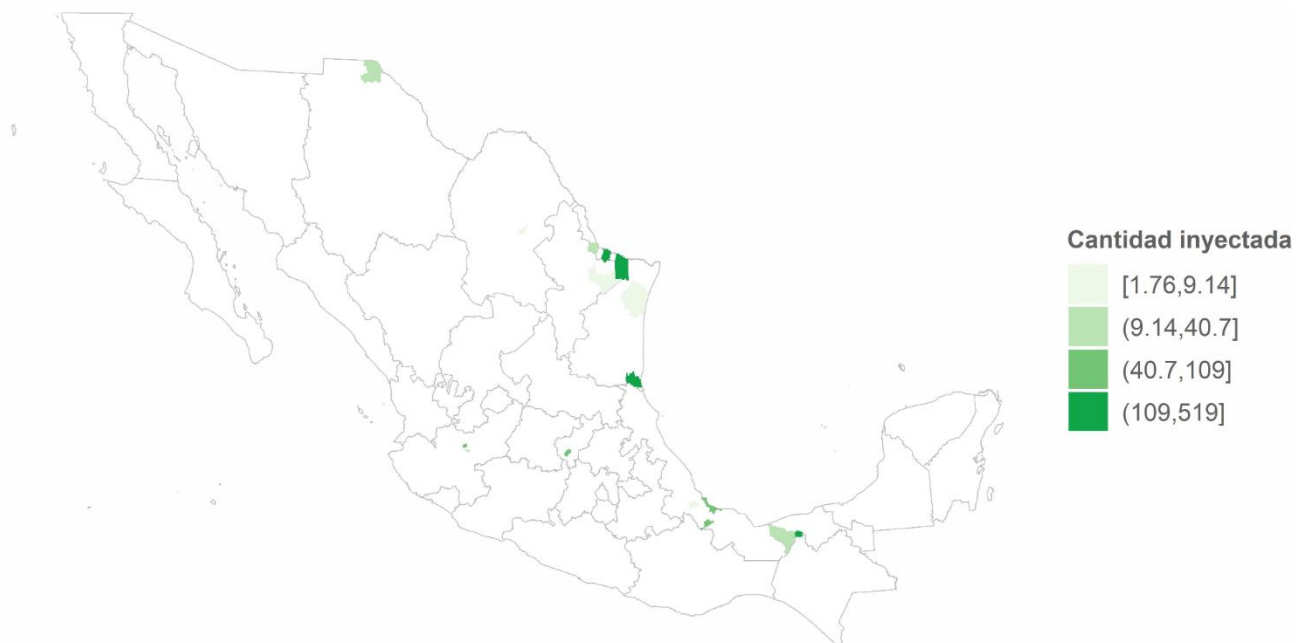 Cantidad inyectada
[1.76,9.14]
(9.14,40.7]
(40.7,109]
(109,519]